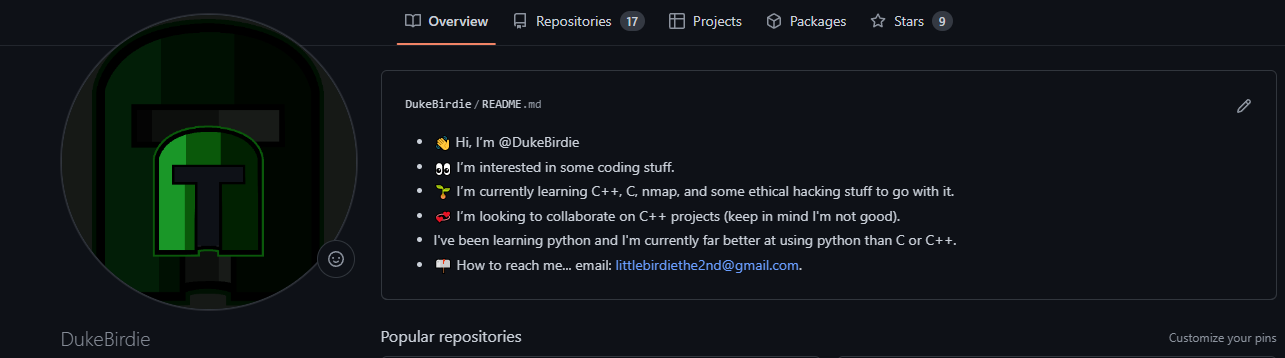 Overview Repositories 17 Projects Packages Stars 9
DukeBirdie/README.md
👋 Hi, I'm @DukeBirdie
👀 I'm interested in some coding stuff.
🌱 I'm currently learning C++, C, nmap, and some ethical hacking stuff to go with it.
💞️ I'm looking to collaborate on C++ projects (keep in mind I'm not good).
I've been learning python and I'm currently far better at using python than C or C++.
📫 How to reach me... email: littlebirdiethe2nd@gmail.com.
DukeBirdie
Popular repositories
Customize your pins